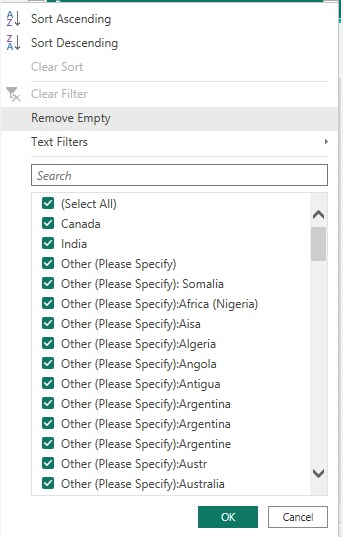 Sort Ascending
Sort Descending
Clear Sort
Clear Filter
Remove Empty
Text Filters
Search
(Select All)
Canada
India
Other (Please Specify)
Other (Please Specify): Somalia
Other (Please Specify):Africa (Nigeria)
Other (Please Specify):Aisa
Other (Please Specify):Algeria
Other (Please Specify):Angola
Other (Please Specify):Antigua
Other (Please Specify):Argentina
Other (Please Specify):Argentina
Other (Please Specify):Argentine
Other (Please Specify):Austr
Other (Please Specify):Australia
OK Cancel